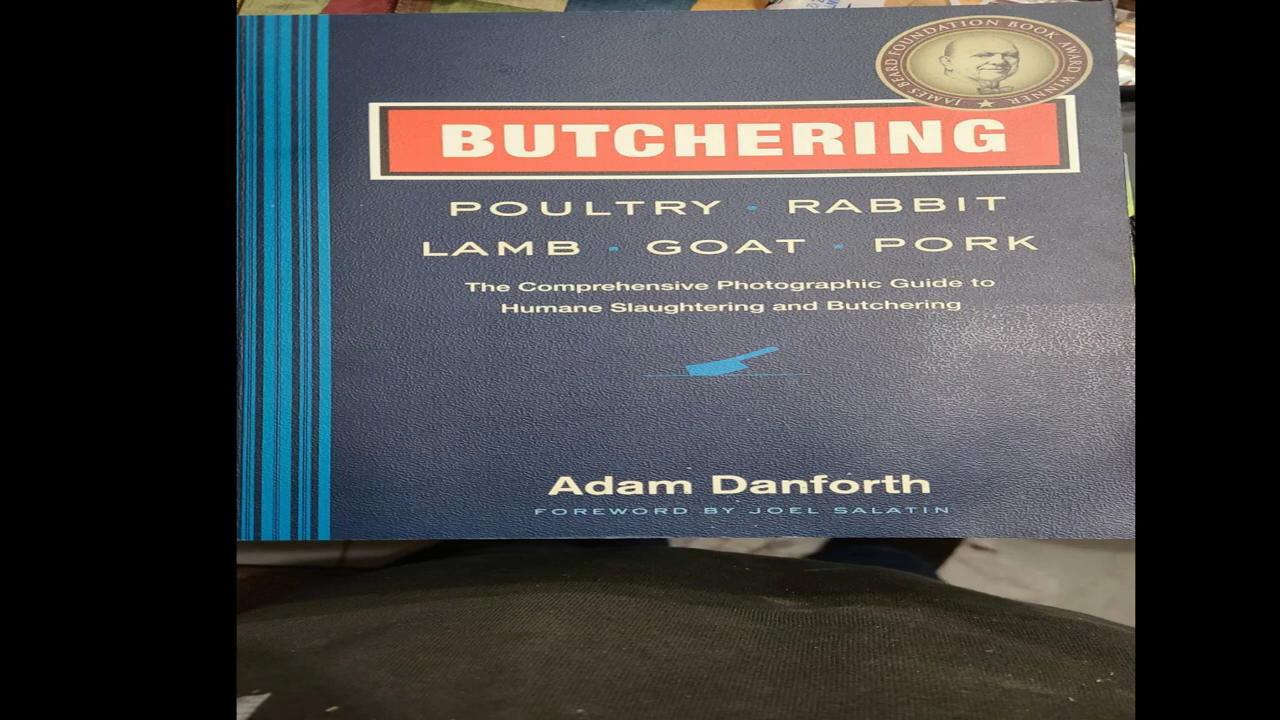 JAMES BEARD FOUNDATION BOOK AWARD WINNER
BUTCHERING
POULTRY · RABBIT
LAMB · GOAT · PORK
The Comprehensive Photographic Guide to
Humane Slaughtering and Butchering
Adam Danforth
FOREWORD BY JOEL SALATIN